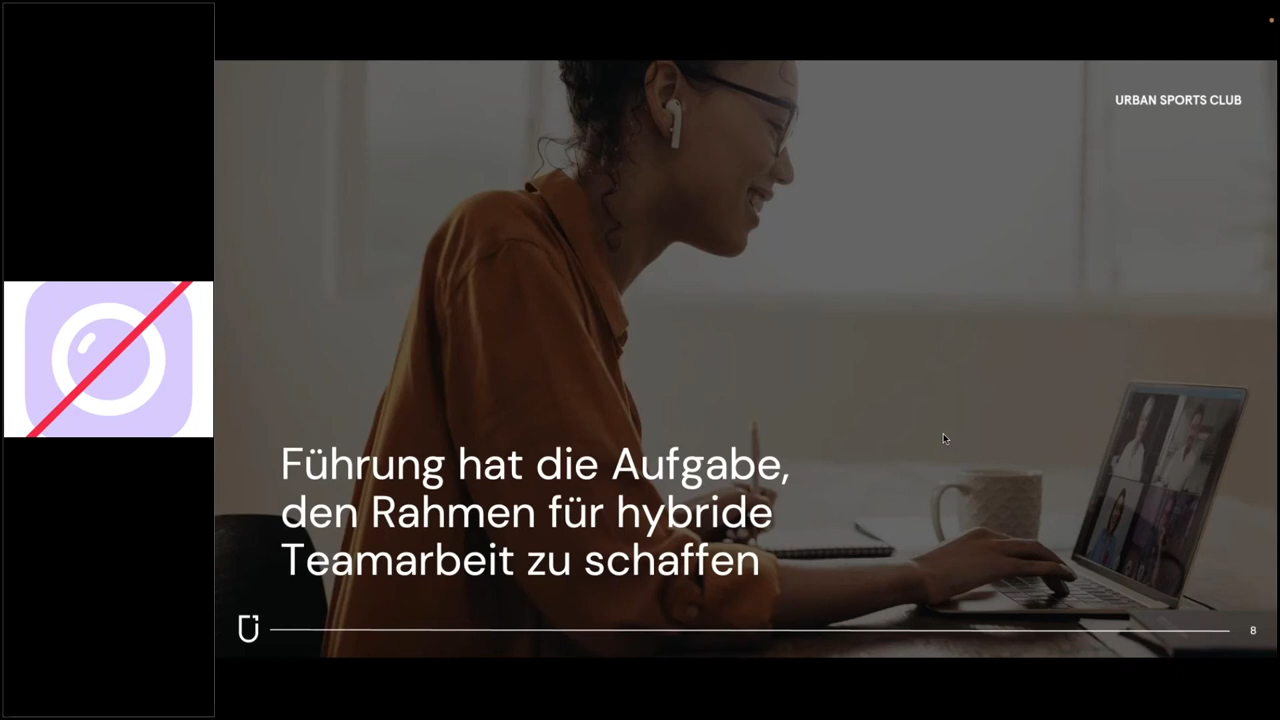 URBAN SPORTS CLUB
Führung hat die Aufgabe,
den Rahmen für hybride
Teamarbeit zu schaffen
8